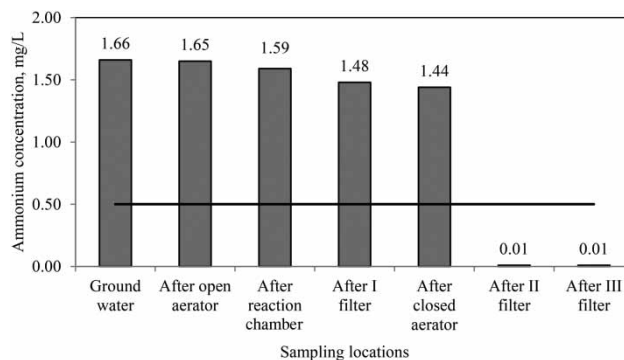 Ammonium concentration, mg/L
2.00
1.50
1.00
0.50
0.00
1.66
1.65
1.59
1.48
1.44
0.01
0.01
Ground
water
After open
aerator
After
reaction
chamber
After I
filter
After
closed
aerator
After II
filter
After III
filter
Sampling locations